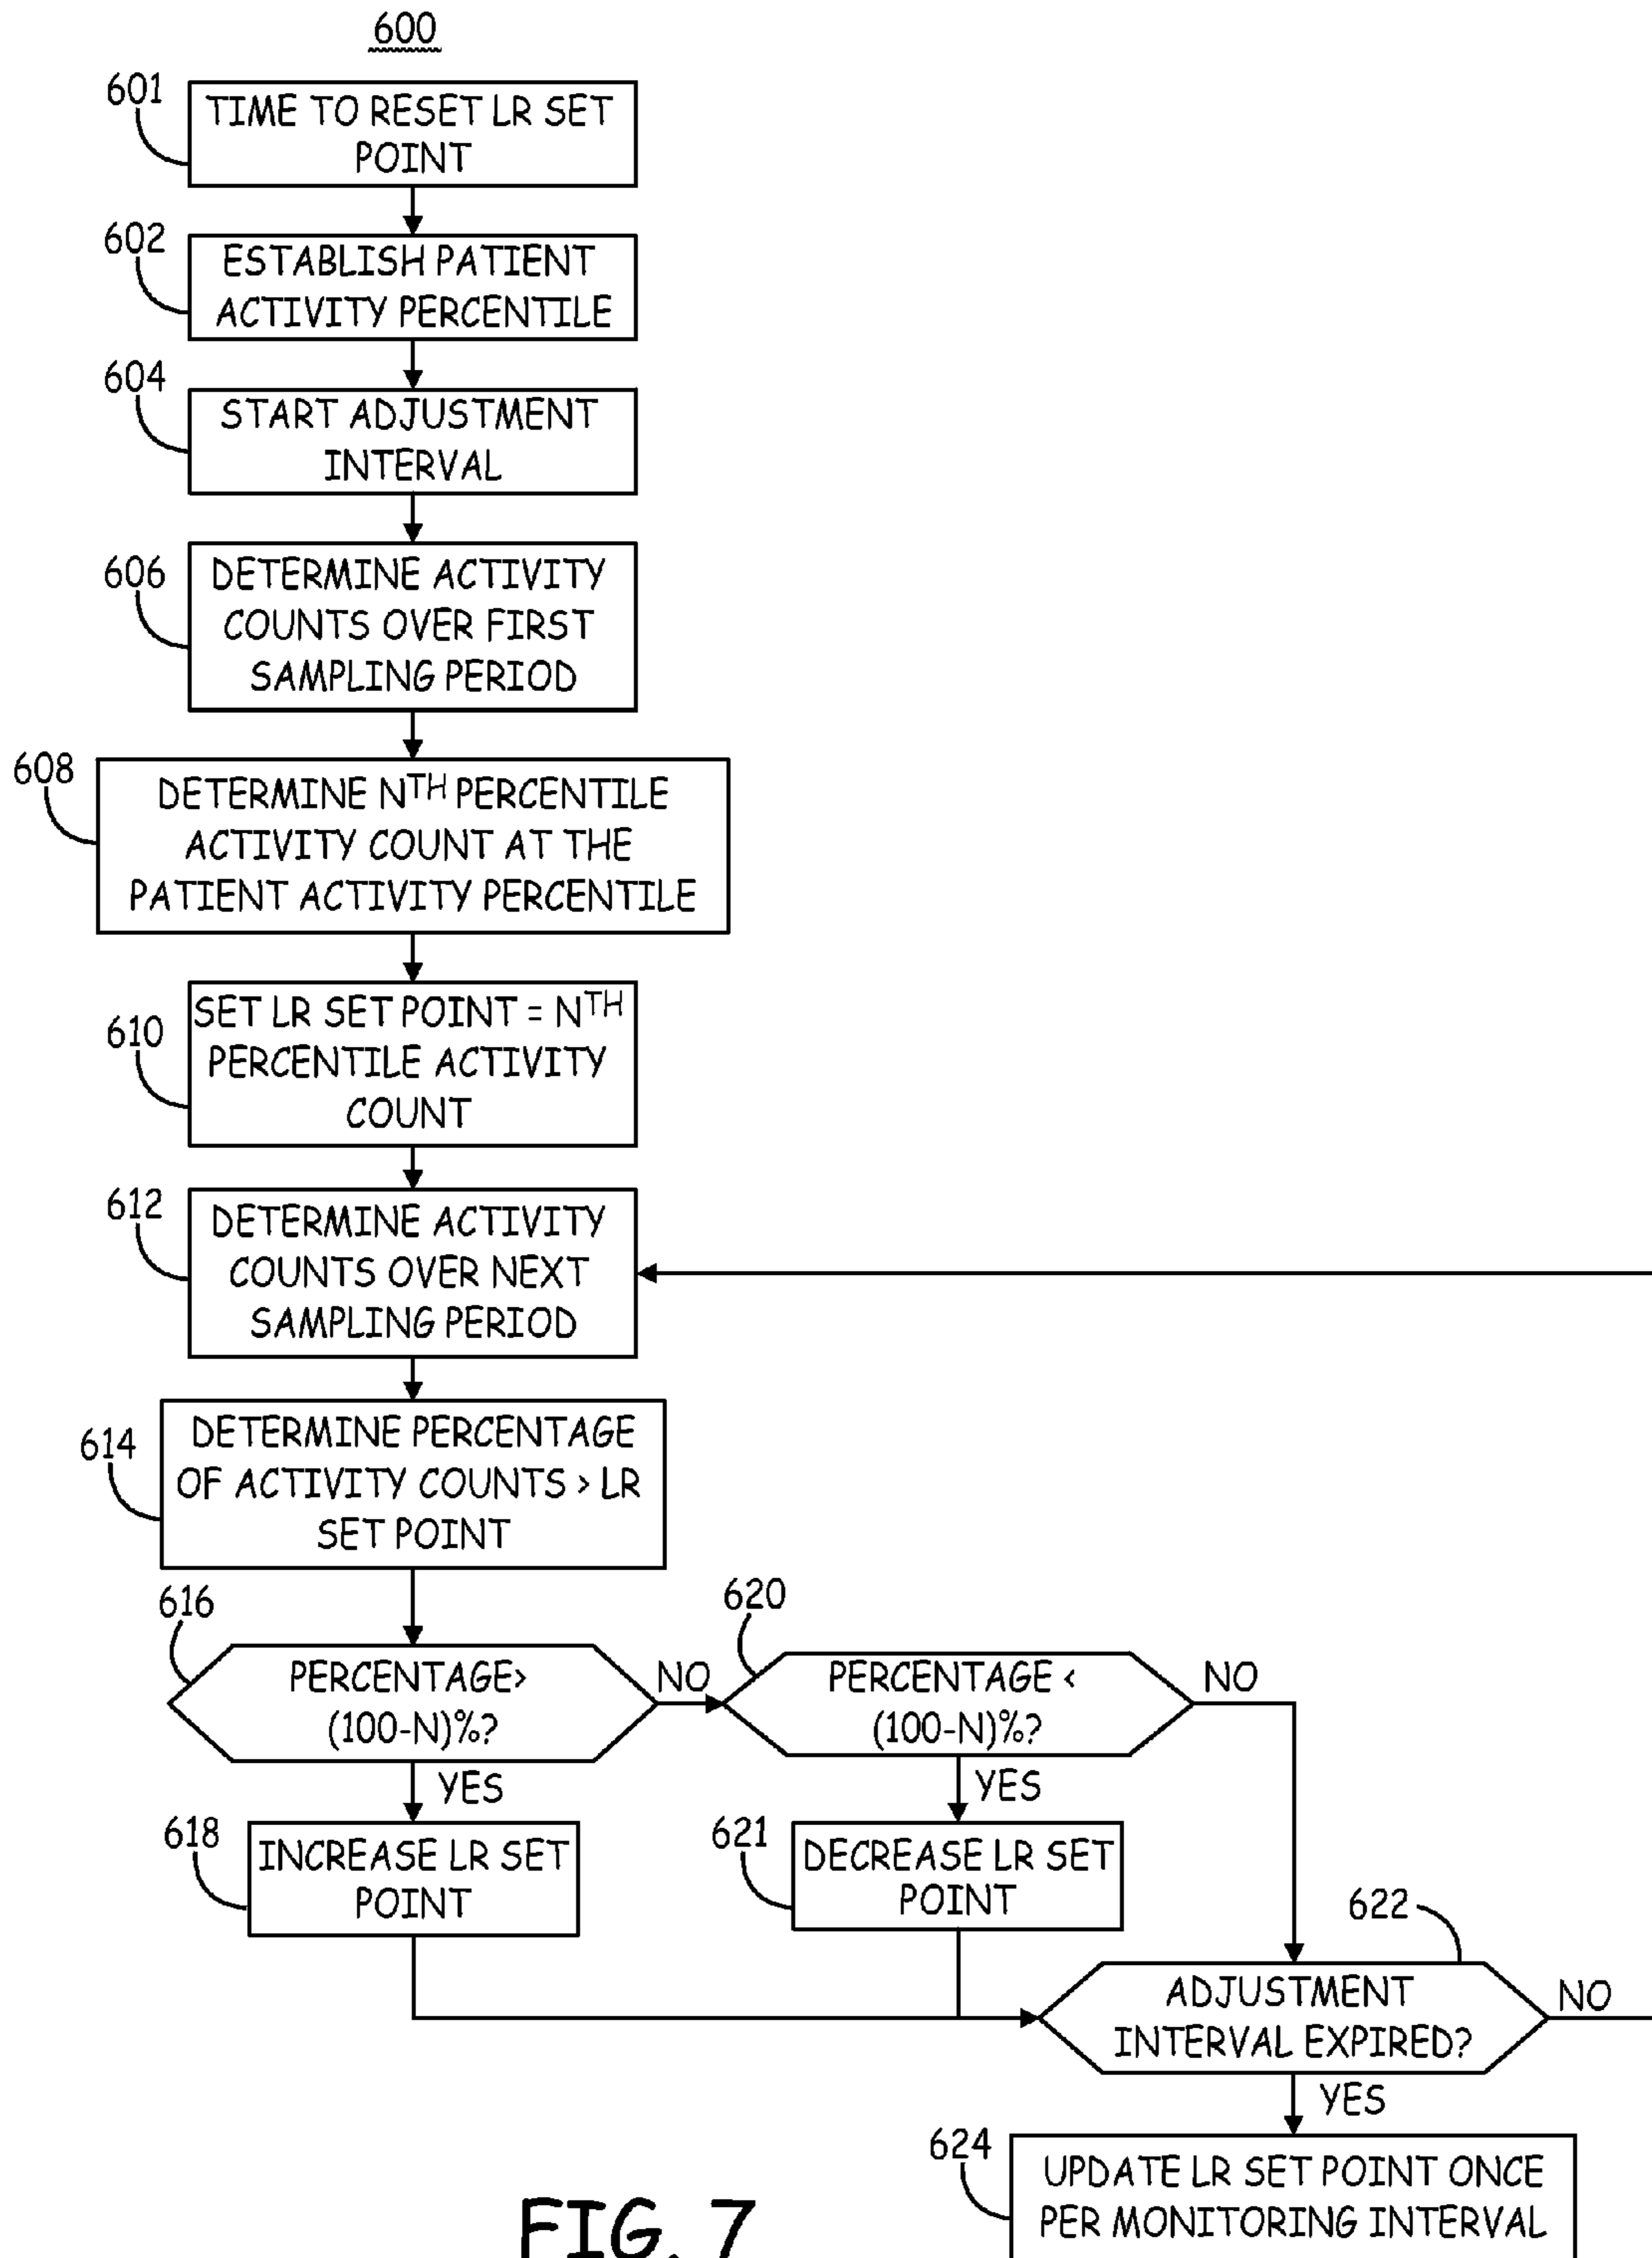 600
601
TIME TO RESET LR SET
POINT
602
ESTABLISH PATIENT
ACTIVITY PERCENTILE
604
START ADJUSTMENT
INTERVAL
606
DETERMINE ACTIVITY
COUNTS OVER FIRST
SAMPLING PERIOD
608
DETERMINE NTH PERCENTILE
ACTIVITY COUNT AT THE
PATIENT ACTIVITY PERCENTILE
610
SET LR SET POINT = NTH
PERCENTILE ACTIVITY
COUNT
612
DETERMINE ACTIVITY
COUNTS OVER NEXT
SAMPLING PERIOD
614
DETERMINE PERCENTAGE
OF ACTIVITY COUNTS > LR
SET POINT
616
PERCENTAGE>
(100-N)%?
NO
YES
620
PERCENTAGE <
(100-N)%?
NO
YES
618
INCREASE LR SET
POINT
621
DECREASE LR SET
POINT
622
ADJUSTMENT
INTERVAL EXPIRED?
NO
YES
624
UPDATE LR SET POINT ONCE
PER MONITORING INTERVAL
FIG. 7